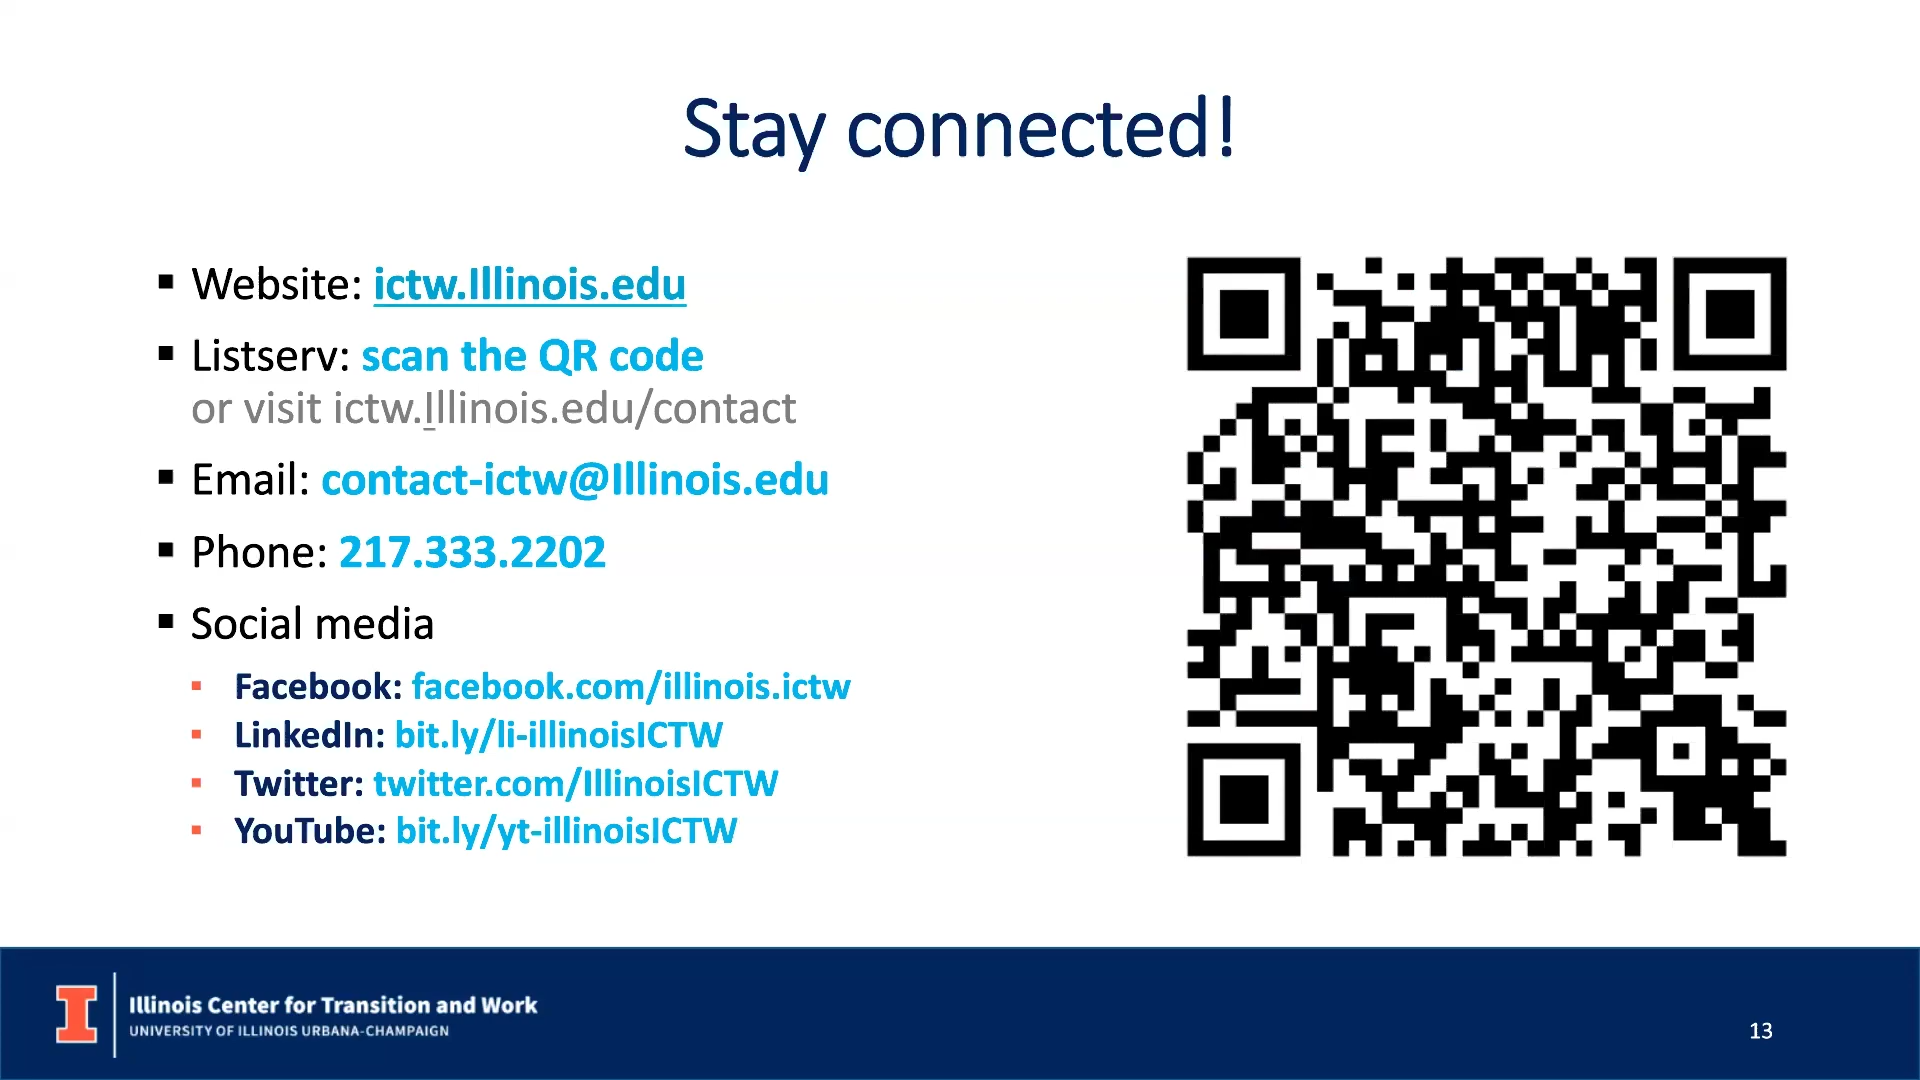 Stay connected!
Website: ictw.Illinois.edu
Listserv: scan the QR code
or visit ictw.Illinois.edu/contact
Email: contact-ictw@Illinois.edu
Phone: 217.333.2202
Social media
Facebook: facebook.com/illinois.ictw
LinkedIn: bit.ly/li-illinoisICTW
Twitter: twitter.com/IllinoisICTW
YouTube: bit.ly/yt-illinoisICTW
I
Illinois Center for Transition and Work
UNIVERSITY OF ILLINOIS URBANA-CHAMPAIGN
13